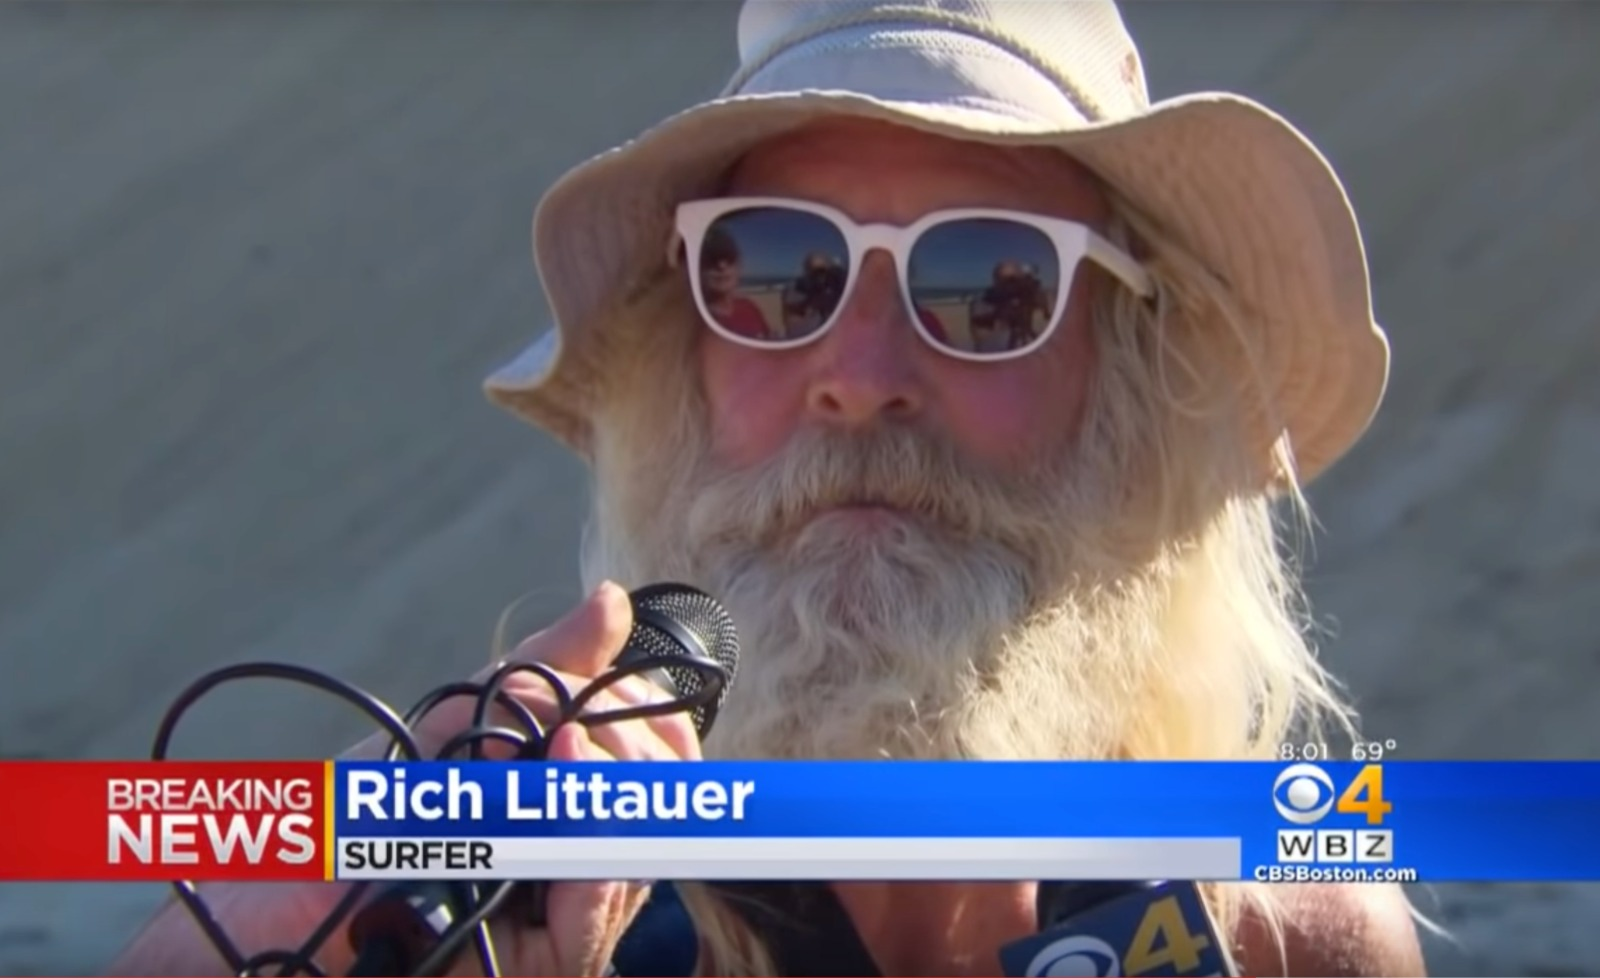 8:01 69°
BREAKING
NEWS
Rich Littauer
SURFER
4
WBZ
CBSBoston.com
4